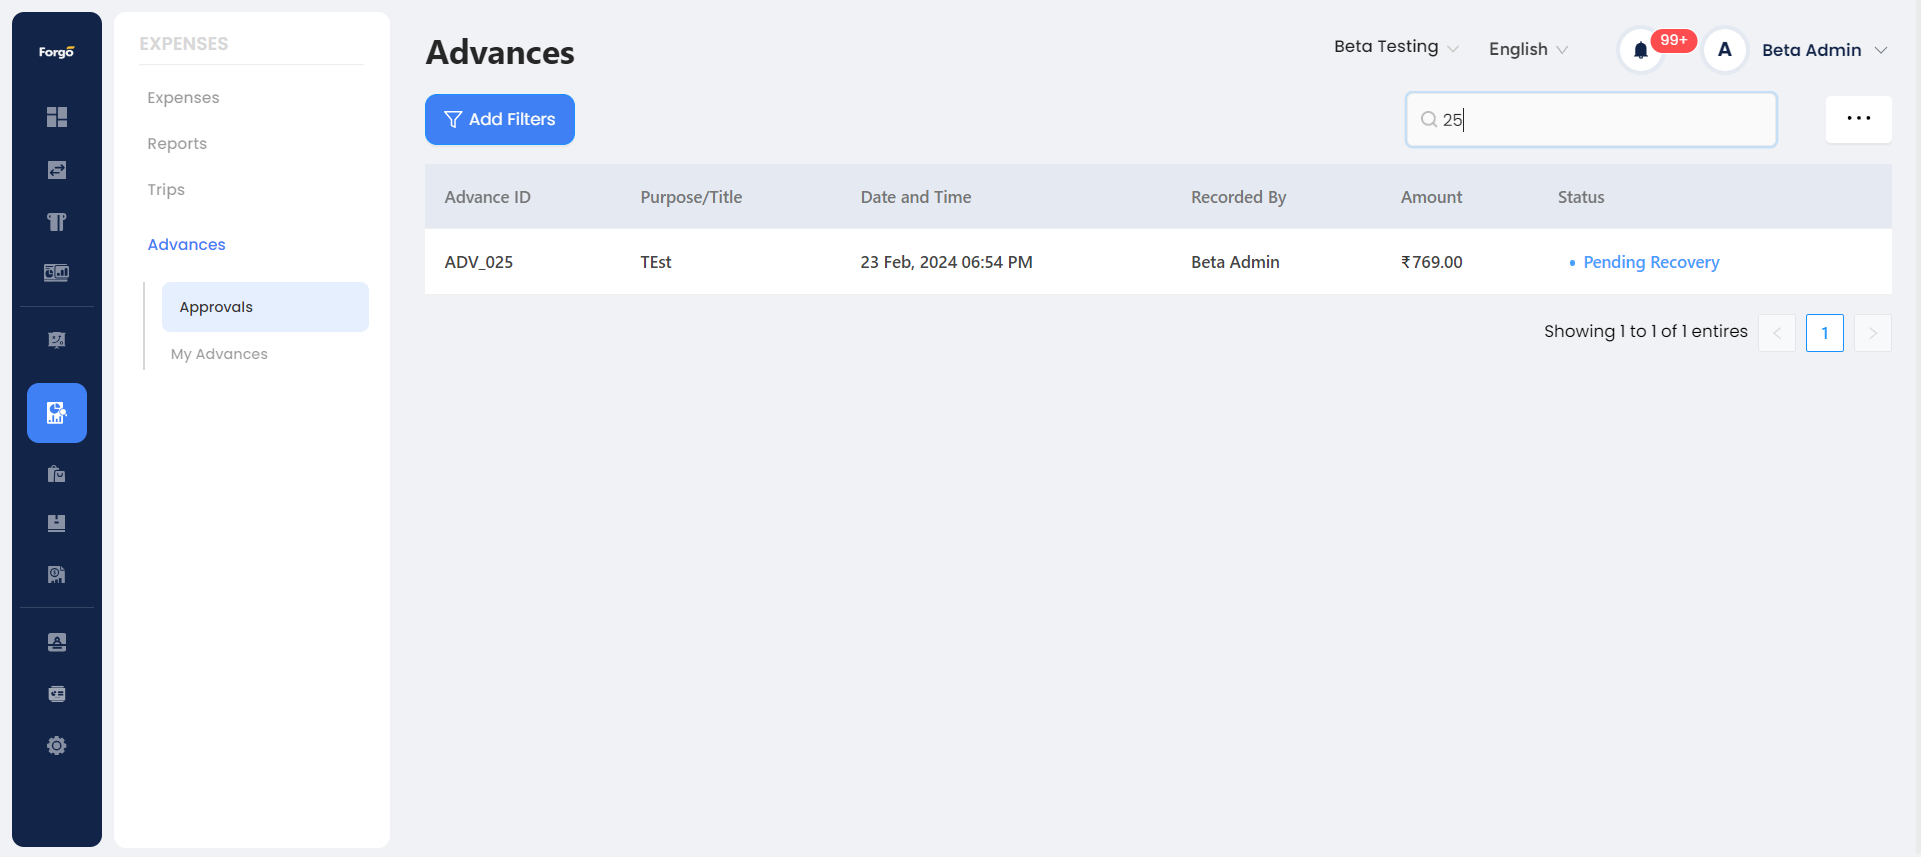 Forgo
EXPENSES
Expenses
Reports
Trips
Advances
Approvals
My Advances
Advances
Beta Testing
English
99+
A
Beta Admin
Add Filters
25
Advance ID Purpose/Title Date and Time Recorded By Amount Status
ADV_025 TEst 23 Feb, 2024 06:54 PM Beta Admin ₹769.00 Pending Recovery
Showing 1 to 1 of 1 entires < 1 >